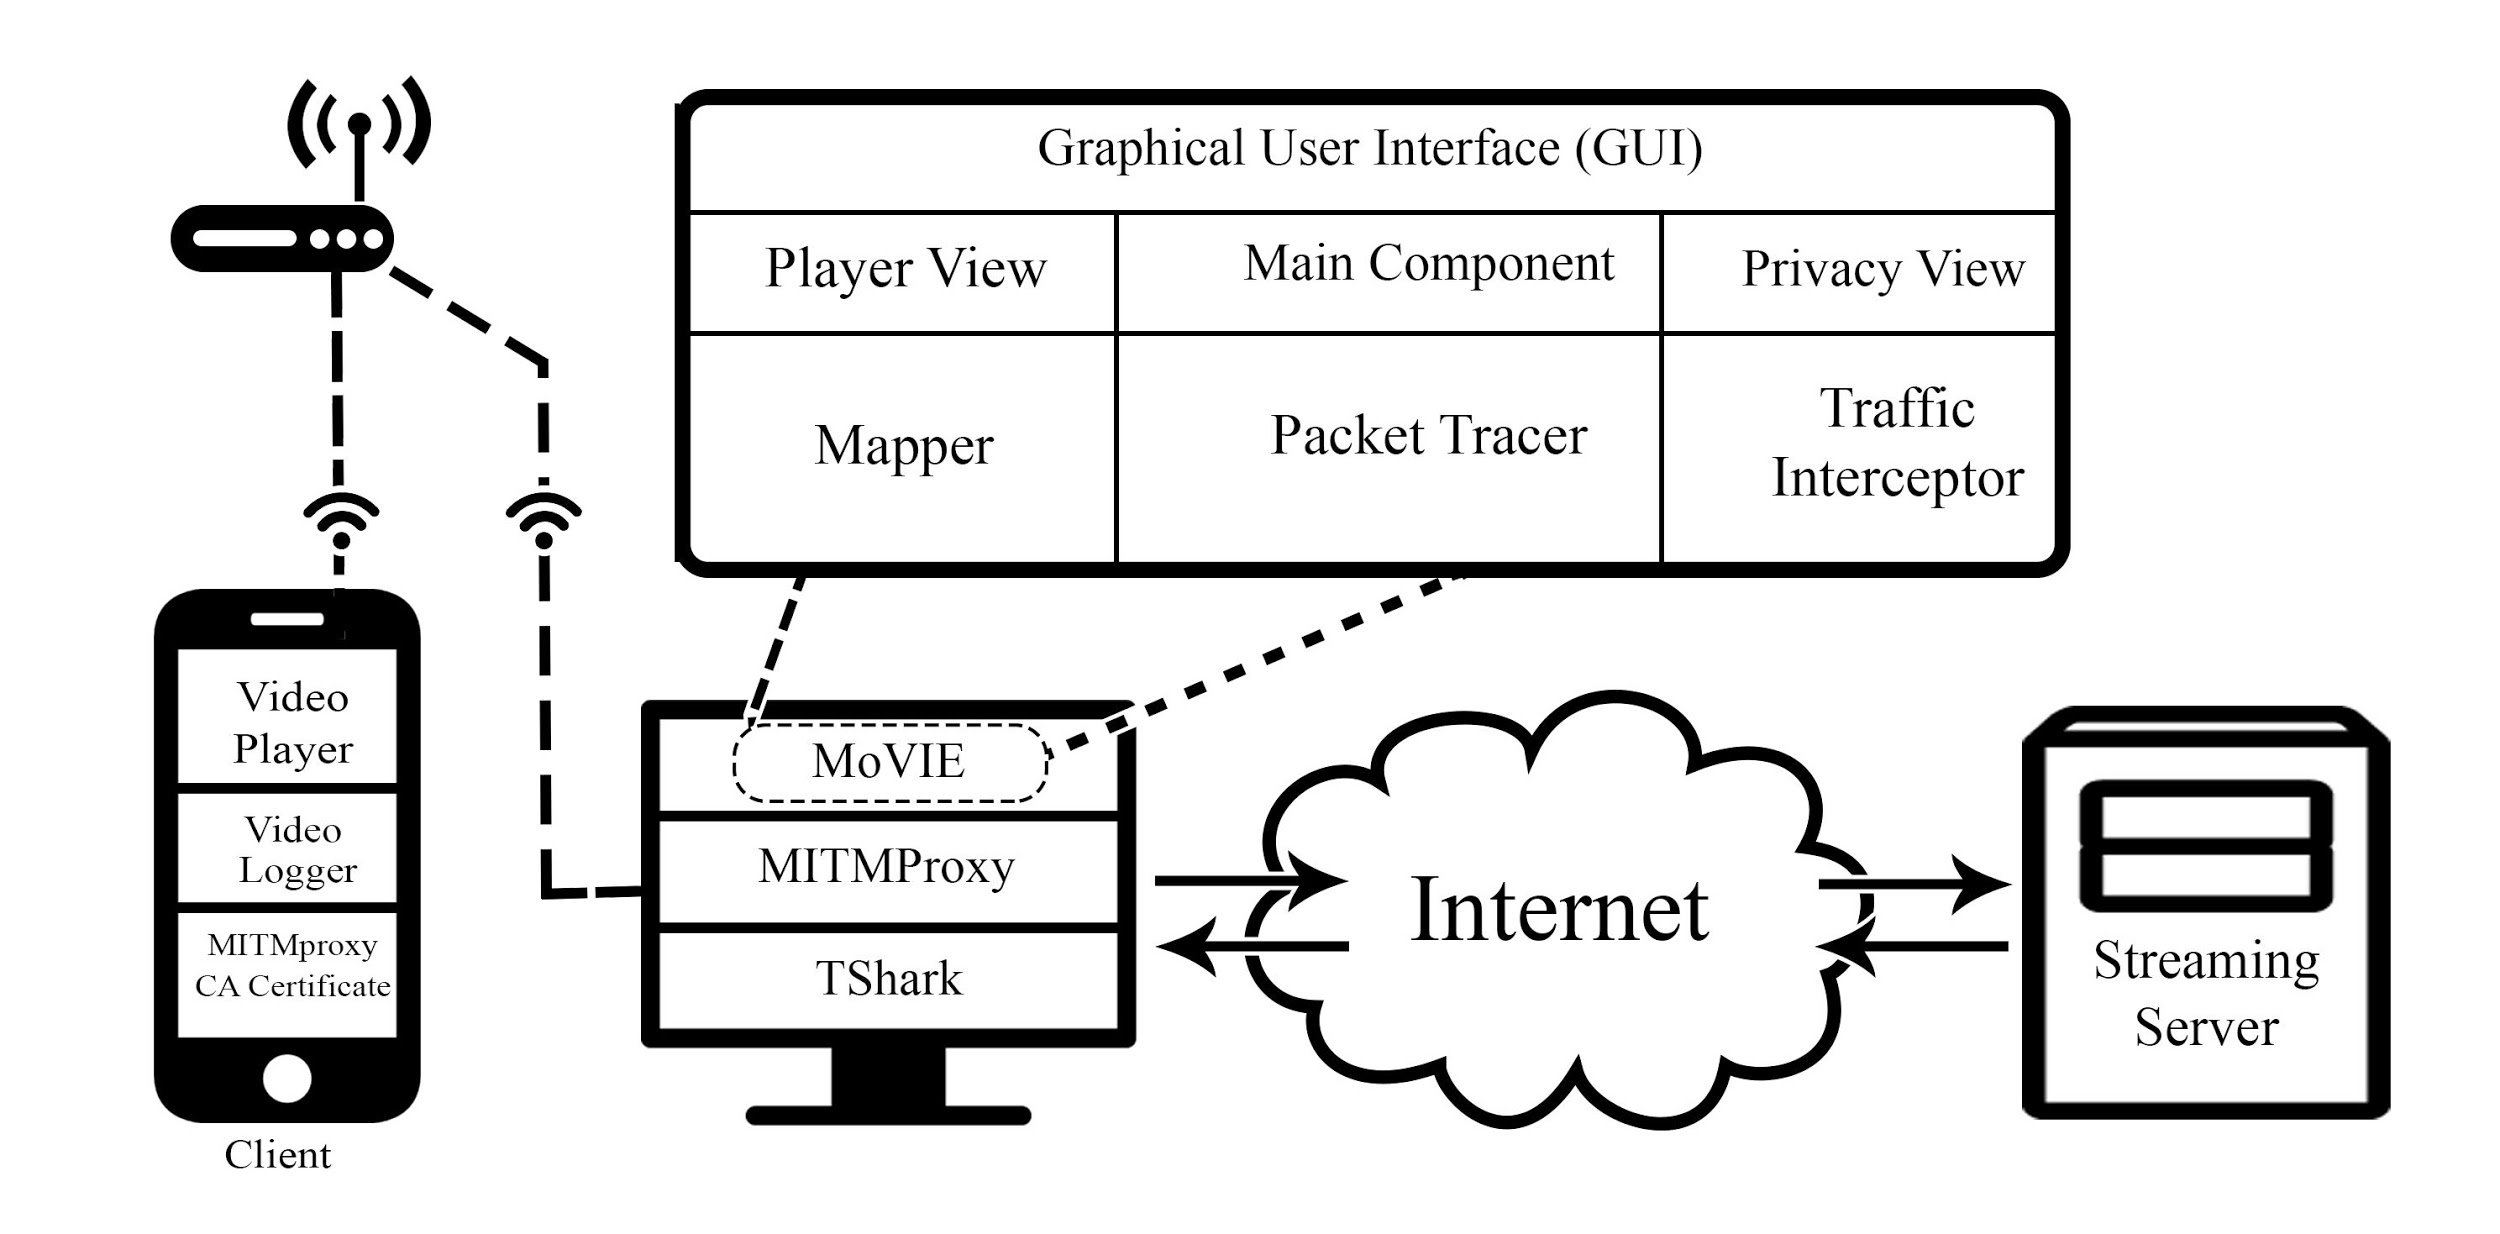 Graphical User Interface (GUI)
Player View
Main Component
Privacy View
Mapper
Packet Tracer
Traffic
Interceptor
Video
Player
Video
Logger
MITMproxy
CA Certificate
Client
MoVIE
MITMProxy
TShark
Internet
Streaming
Server